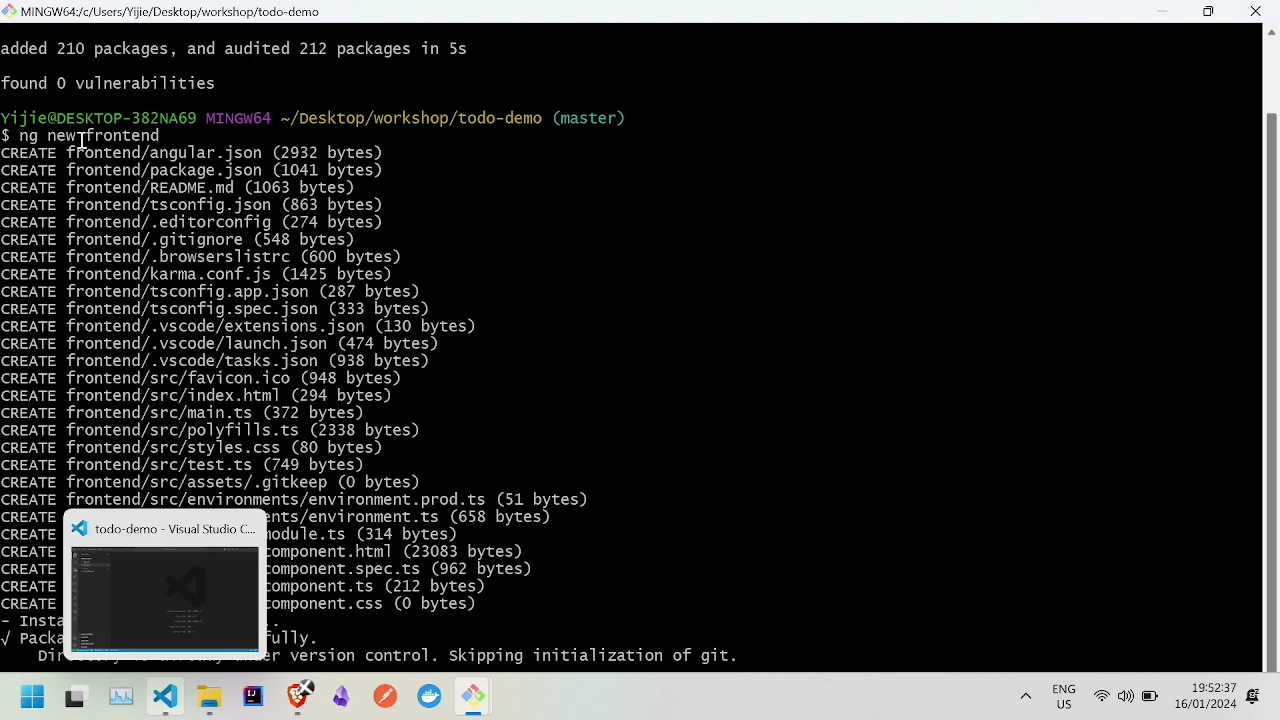 MINGW64:/c/Users/Yijie/Desktop/workshop/todo-demo
added 210 packages, and audited 212 packages in 5s
found 0 vulnerabilities
Yijie@DESKTOP-382NA69 MINGW64 ~/Desktop/workshop/todo-demo (master)
$ ng new frontend
CREATE frontend/angular.json (2932 bytes)
CREATE frontend/package.json (1041 bytes)
CREATE frontend/README.md (1063 bytes)
CREATE frontend/tsconfig.json (863 bytes)
CREATE frontend/.editorconfig (274 bytes)
CREATE frontend/.gitignore (548 bytes)
CREATE frontend/.browserslistrc (600 bytes)
CREATE frontend/karma.conf.js (1425 bytes)
CREATE frontend/tsconfig.app.json (287 bytes)
CREATE frontend/tsconfig.spec.json (333 bytes)
CREATE frontend/.vscode/extensions.json (130 bytes)
CREATE frontend/.vscode/launch.json (474 bytes)
CREATE frontend/.vscode/tasks.json (938 bytes)
CREATE frontend/src/favicon.ico (948 bytes)
CREATE frontend/src/index.html (294 bytes)
CREATE frontend/src/main.ts (372 bytes)
CREATE frontend/src/polyfills.ts (2338 bytes)
CREATE frontend/src/styles.css (80 bytes)
CREATE frontend/src/test.ts (749 bytes)
CREATE frontend/src/assets/.gitkeep (0 bytes)
CREATE frontend/src/environments/environment.prod.ts (51 bytes)
CREATE ents/environment.ts (658 bytes)
CREATE module.ts (314 bytes)
CREATE component.html (23083 bytes)
CREATE component.spec.ts (962 bytes)
CREATE component.ts (212 bytes)
CREATE component.css (0 bytes)
- Insta .
√ Packa ully.
Di er version control. Skipping initialization of git.
todo-demo - Visual Studio C...
ENG
US
19:52:37
16/01/2024